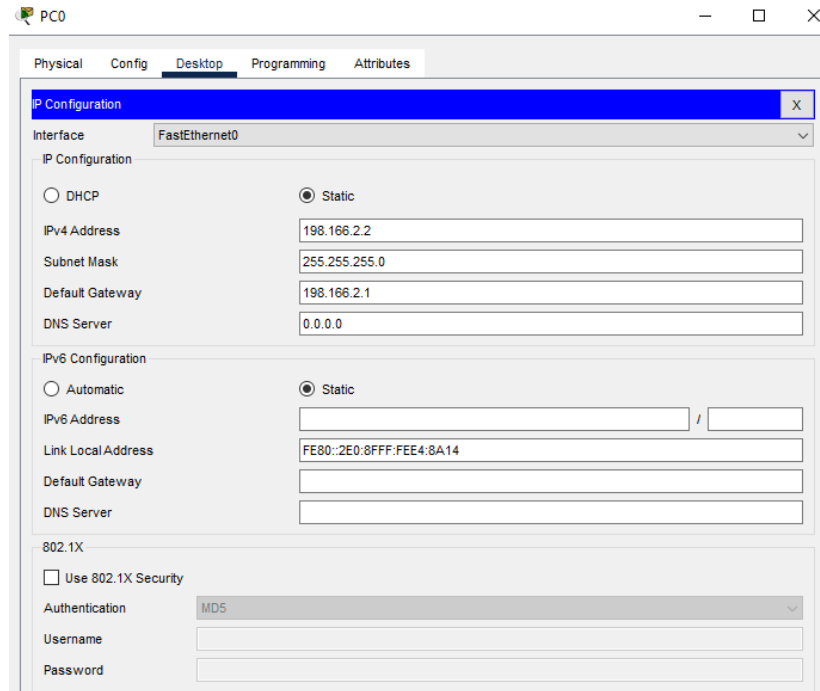 PC0
Physical Config Desktop Programming Attributes
IP Configuration X
Interface FastEthernet0
IP Configuration
DHCP Static
IPv4 Address 198.166.2.2
Subnet Mask 255.255.255.0
Default Gateway 198.166.2.1
DNS Server 0.0.0.0
IPv6 Configuration
Automatic Static
IPv6 Address /
Link Local Address FE80::2E0:8FFF:FEE4:8A14
Default Gateway
DNS Server
802.1X
Use 802.1X Security
Authentication MD5
Username
Password